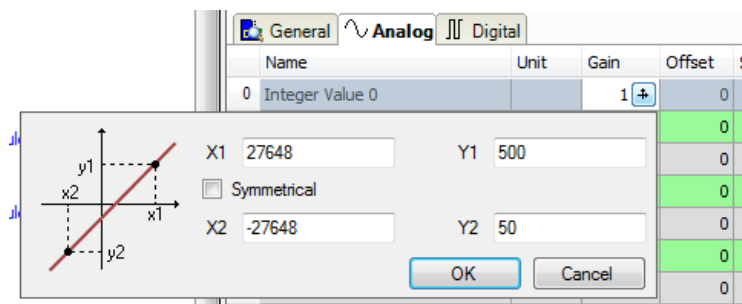 General Analog Digital
Name Unit Gain Offset
0 Integer Value 0 1 0
0
0
0
0
0
0
y1
x2
x1
y2
X1 27648 Y1 500
Symmetrical
X2 -27648 Y2 50
OK Cancel